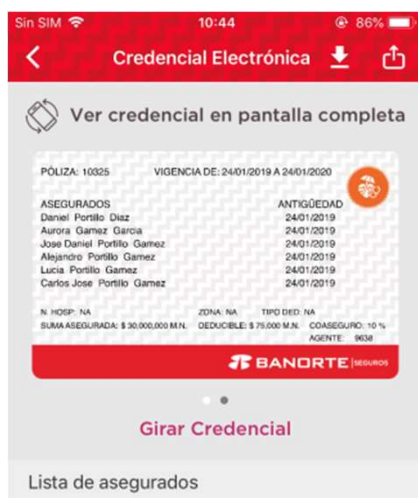 Sin SIM 10:44 86%
Credencial Electrónica
Ver credencial en pantalla completa
PÓLIZA: 10325 VIGENCIA DE: 24/01/2019 A 24/01/2020
ASEGURADOS ANTIGÜEDAD
Daniel Portillo Diaz 24/01/2019
Aurora Gamez Garcia 24/01/2019
Jose Daniel Portillo Gamez 24/01/2019
Alejandro Portillo Gamez 24/01/2019
Lucia Portillo Gamez 24/01/2019
Carlos Jose Portillo Gamez 24/01/2019
N. HOSP: NA ZONA: NA TIPO DED: NA
SUMA ASEGURADA: $ 30,000,000 M.N. DEDUCIBLE: $ 75,000 M.N. COASEGURO: 10 %
AGENTE: 9638
BANORTE SEGUROS
Girar Credencial
Lista de asegurados